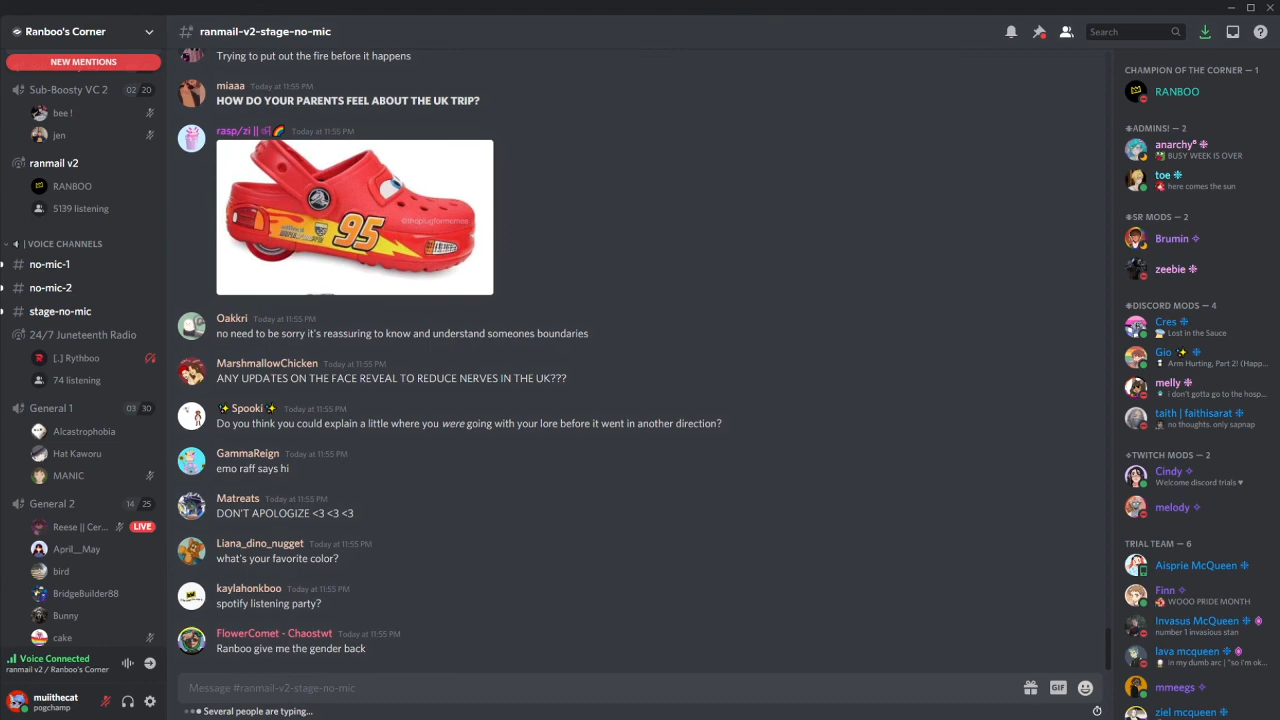 Ranboo's Corner
NEW MENTIONS
Sub-Boosty VC 2 02 20
bee !
jen
ranmail v2
RANBOO
5139 listening
VOICE CHANNELS
no-mic-1
no-mic-2
stage-no-mic
24/7 Juneteenth Radio
[.] Rythboo
74 listening
General 1 03 30
Alcastrophobia
Hat Kaworu
MANIC
General 2 14 25
Reese || Cer... LIVE
April__May
bird
BridgeBuilder88
Bunny
cake
Voice Connected
ranmail v2 / Ranboo's Corner
muiithecat
pogchamp
ranmail-v2-stage-no-mic
Search
Trying to put out the fire before it happens
miaaa Today at 11:55 PM
HOW DO YOUR PARENTS FEEL ABOUT THE UK TRIP?
rasp/zi || Today at 11:55 PM
95
@theplugformemes
Oakkri Today at 11:55 PM
no need to be sorry it's reassuring to know and understand someones boundaries
MarshmallowChicken Today at 11:55 PM
ANY UPDATES ON THE FACE REVEAL TO REDUCE NERVES IN THE UK???
✨Spooki✨ Today at 11:55 PM
Do you think you could explain a little where you were going with your lore before it went in another direction?
GammaReign Today at 11:55 PM
emo raff says hi
Matreats Today at 11:55 PM
DON'T APOLOGIZE <3 <3 <3
Liana_dino_nugget Today at 11:55 PM
what's your favorite color?
kaylahonkboo Today at 11:55 PM
spotify listening party?
FlowerComet - Chaostwt Today at 11:55 PM
Ranboo give me the gender back
Message #ranmail-v2-stage-no-mic
GIF
Several people are typing...
CHAMPION OF THE CORNER — 1
RANBOO
❉ADMINS! — 2
anarchy° ❉
BUSY WEEK IS OVER
toe ❉
here comes the sun
❉SR MODS — 2
Brumin ✧
zeebie ❉
❉DISCORD MODS — 4
Cres ❉
Lost in the Sauce
Gio ✨ ❉
Arm Hurting, Part 2! (Happ...
melly ❉
i don't gotta go to the hosp...
taith | faithisarat ❉
no thoughts. only sapnap
✧TWITCH MODS — 2
Cindy ✧
Welcome discord trials ♥
melody ✧
TRIAL TEAM — 6
Aisprie McQueen ❉
Finn ✧
WOOO PRIDE MONTH
Invasus McQueen ❉
number 1 invasious stan
lava mcqueen ❉
in my dumb arc | "so i'm ok...
mmeegs ✧
ziel mcqueen ❉